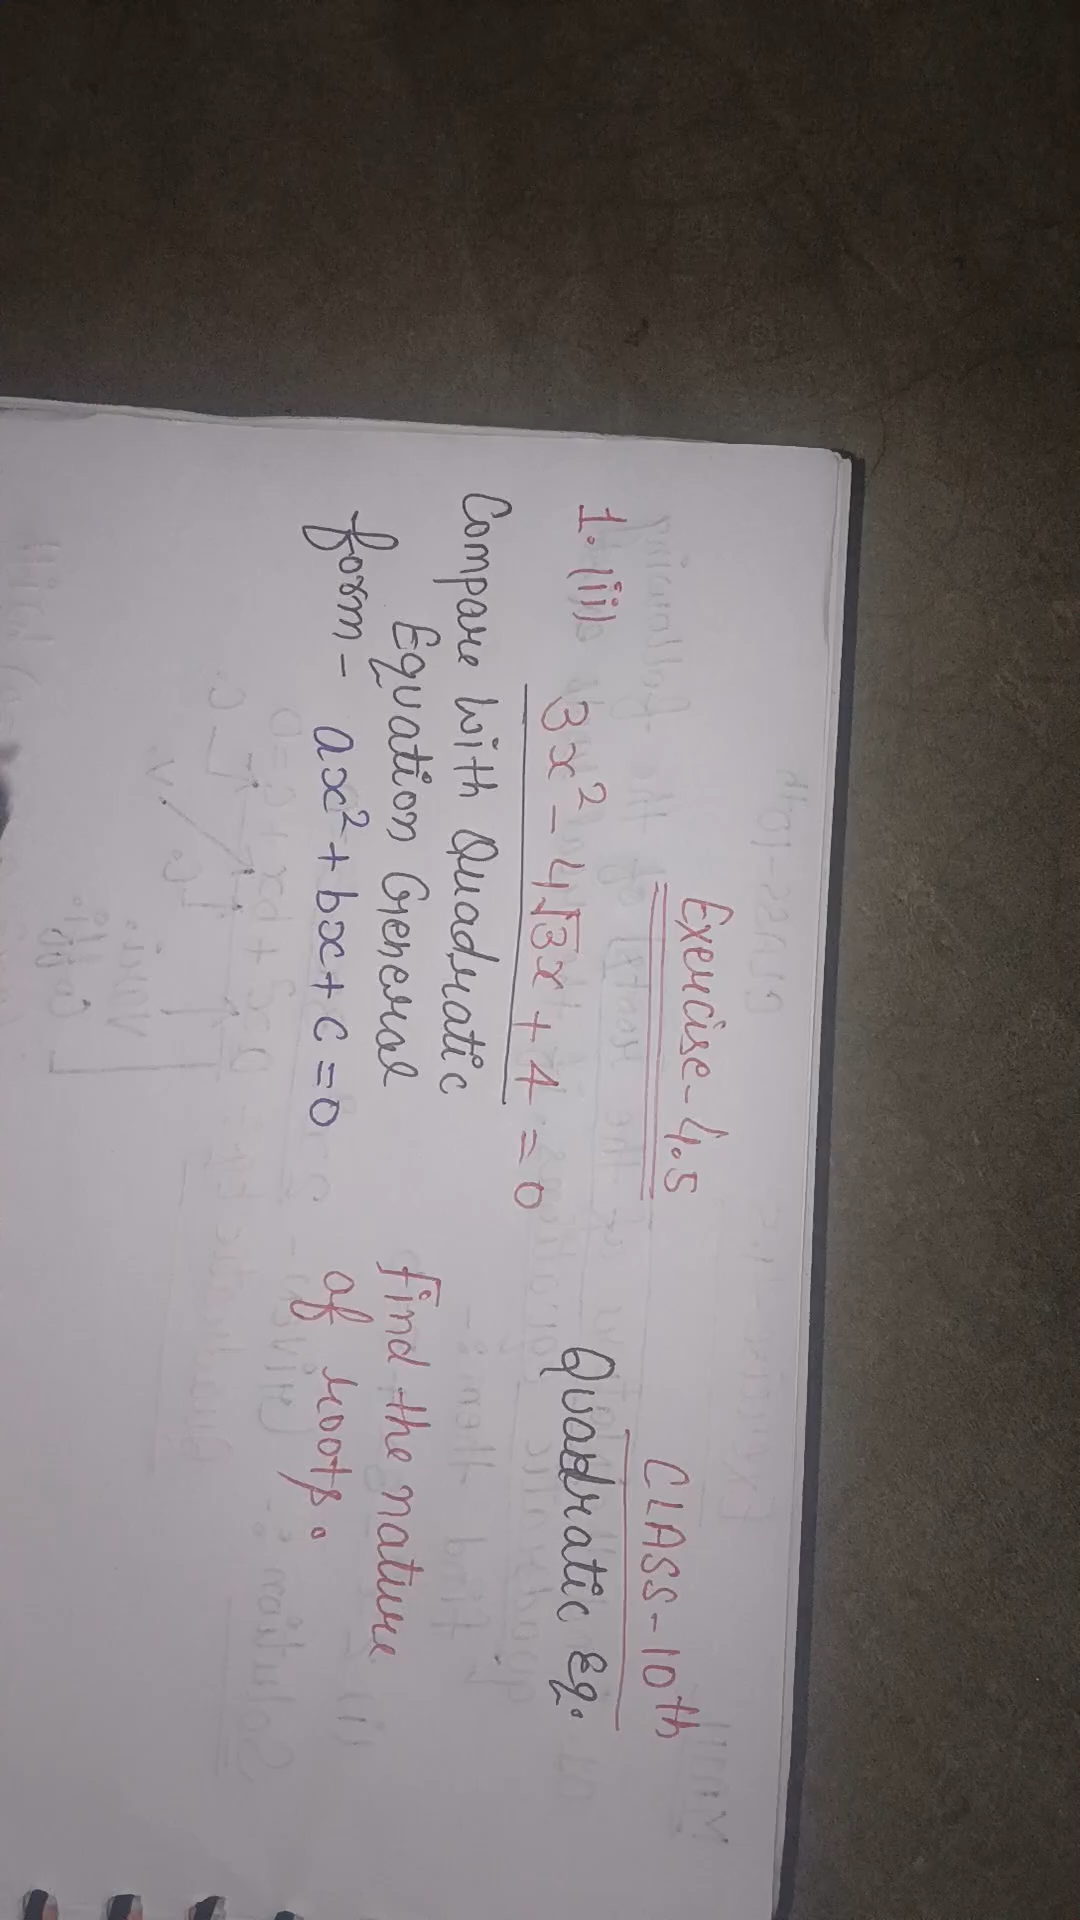 Exercise-4.5
CLASS-10th
1. (ii) 3x² - 4√3x + 4 = 0
Quadratic Eq.
Compare with Quadratic
Equation General
form - ax² + bx + c = 0
find the nature
of roots.